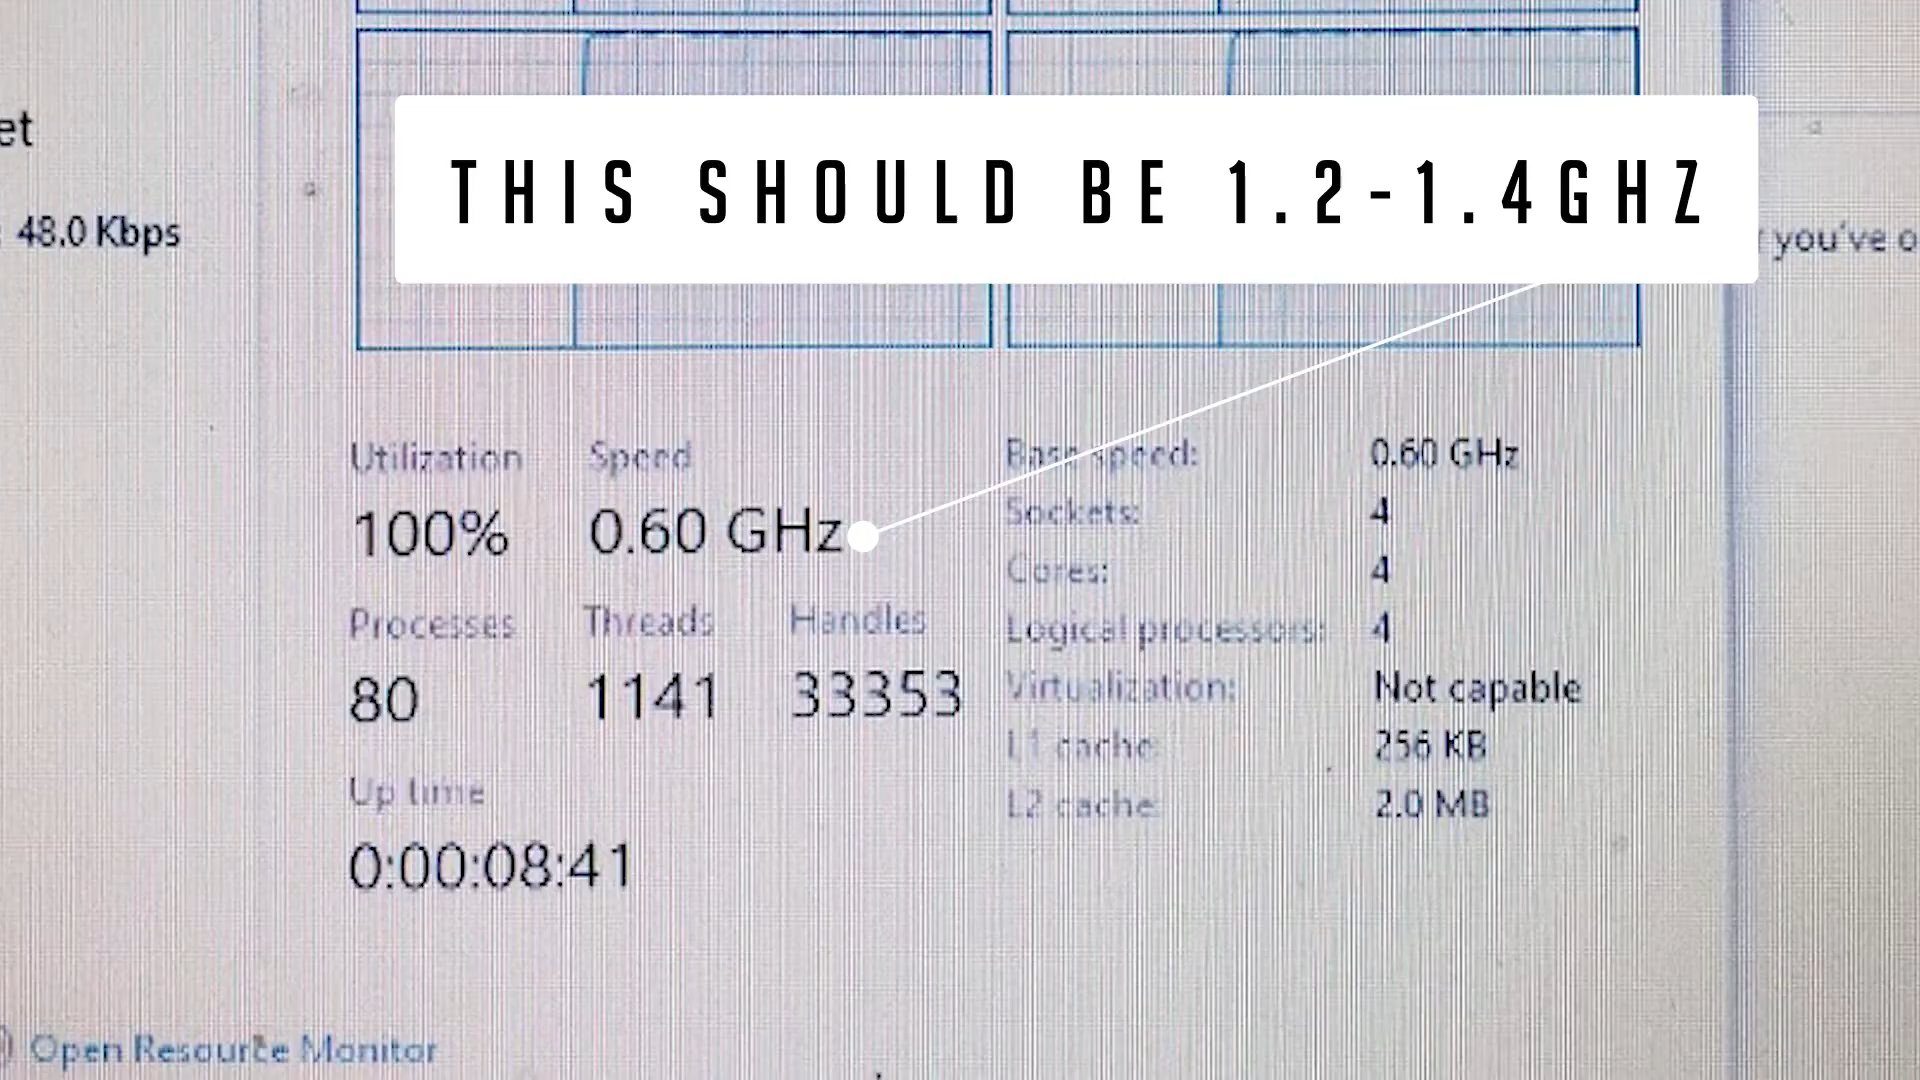 et
THIS SHOULD BE 1.2-1.4GHZ
48.0 Kbps
you've o
Utilization Speed
100% 0.60 GHz
Processes Threads Handles
80 1141 33353
Up time
0:00:08:41
Base speed: 0.60 GHz
Sockets: 4
Cores: 4
Logical processors: 4
Virtualization: Not capable
L1 cache: 256 KB
L2 cache: 2.0 MB
Open Resource Monitor